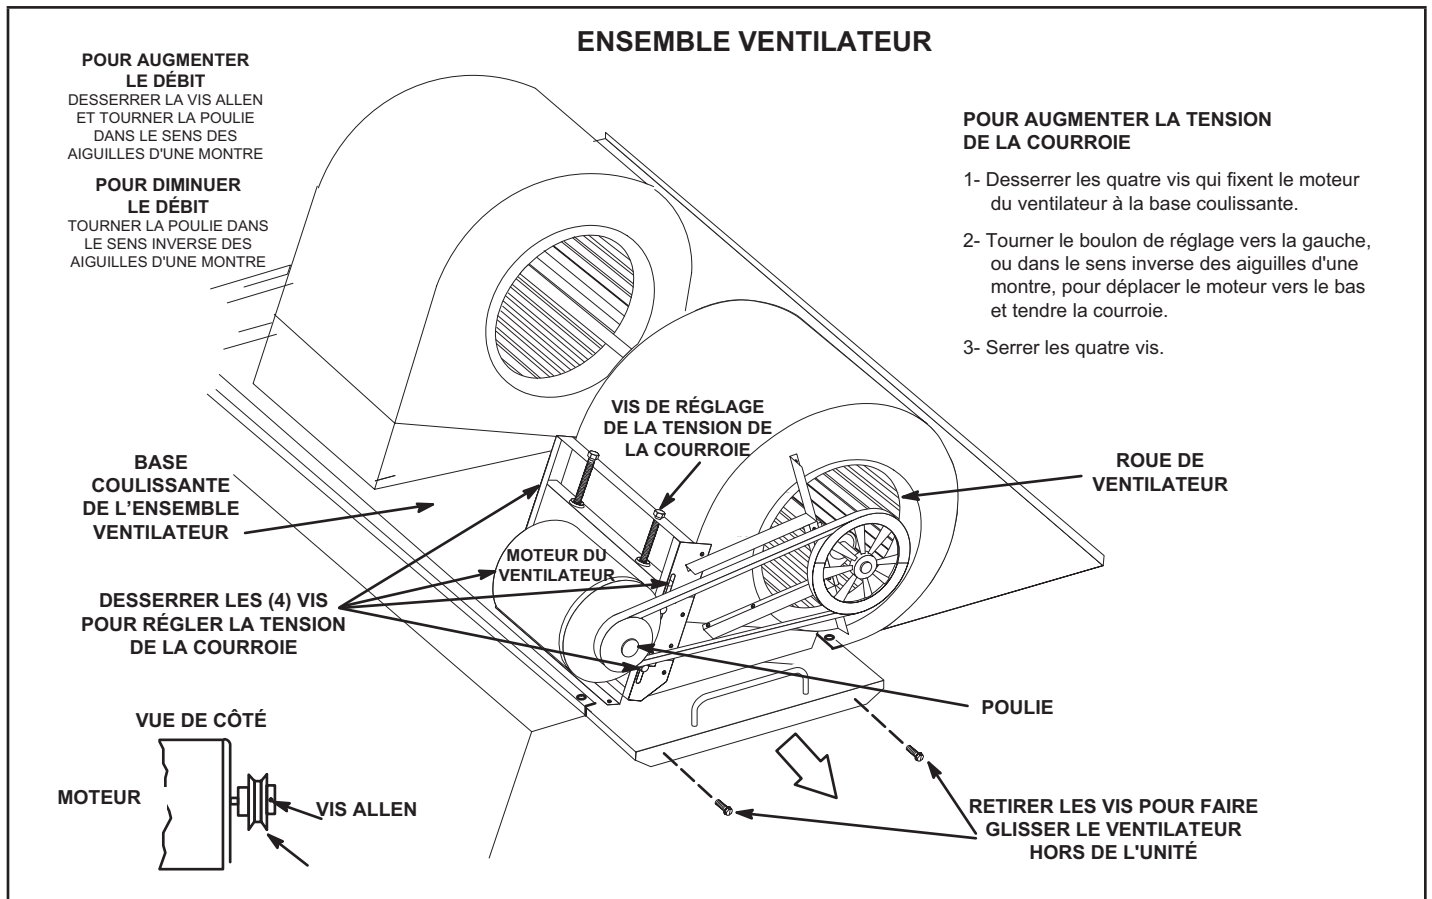 ENSEMBLE VENTILATEUR
POUR AUGMENTER
LE DÉBIT
DESSERRER LA VIS ALLEN
ET TOURNER LA POULIE
DANS LE SENS DES
AIGUILLES D'UNE MONTRE
POUR DIMINUER
LE DÉBIT
TOURNER LA POULIE DANS
LE SENS INVERSE DES
AIGUILLES D'UNE MONTRE
POUR AUGMENTER LA TENSION
DE LA COURROIE
1- Desserrer les quatre vis qui fixent le moteur
du ventilateur à la base coulissante.
2- Tourner le boulon de réglage vers la gauche,
ou dans le sens inverse des aiguilles d'une
montre, pour déplacer le moteur vers le bas
et tendre la courroie.
3- Serrer les quatre vis.
VIS DE RÉGLAGE
DE LA TENSION DE
LA COURROIE
ROUE DE
VENTILATEUR
BASE
COULISSANTE
DE L’ENSEMBLE
VENTILATEUR
MOTEUR DU
VENTILATEUR
DESSERRER LES (4) VIS
POUR RÉGLER LA TENSION
DE LA COURROIE
POULIE
VUE DE CÔTÉ
MOTEUR
VIS ALLEN
RETIRER LES VIS POUR FAIRE
GLISSER LE VENTILATEUR
HORS DE L'UNITÉ